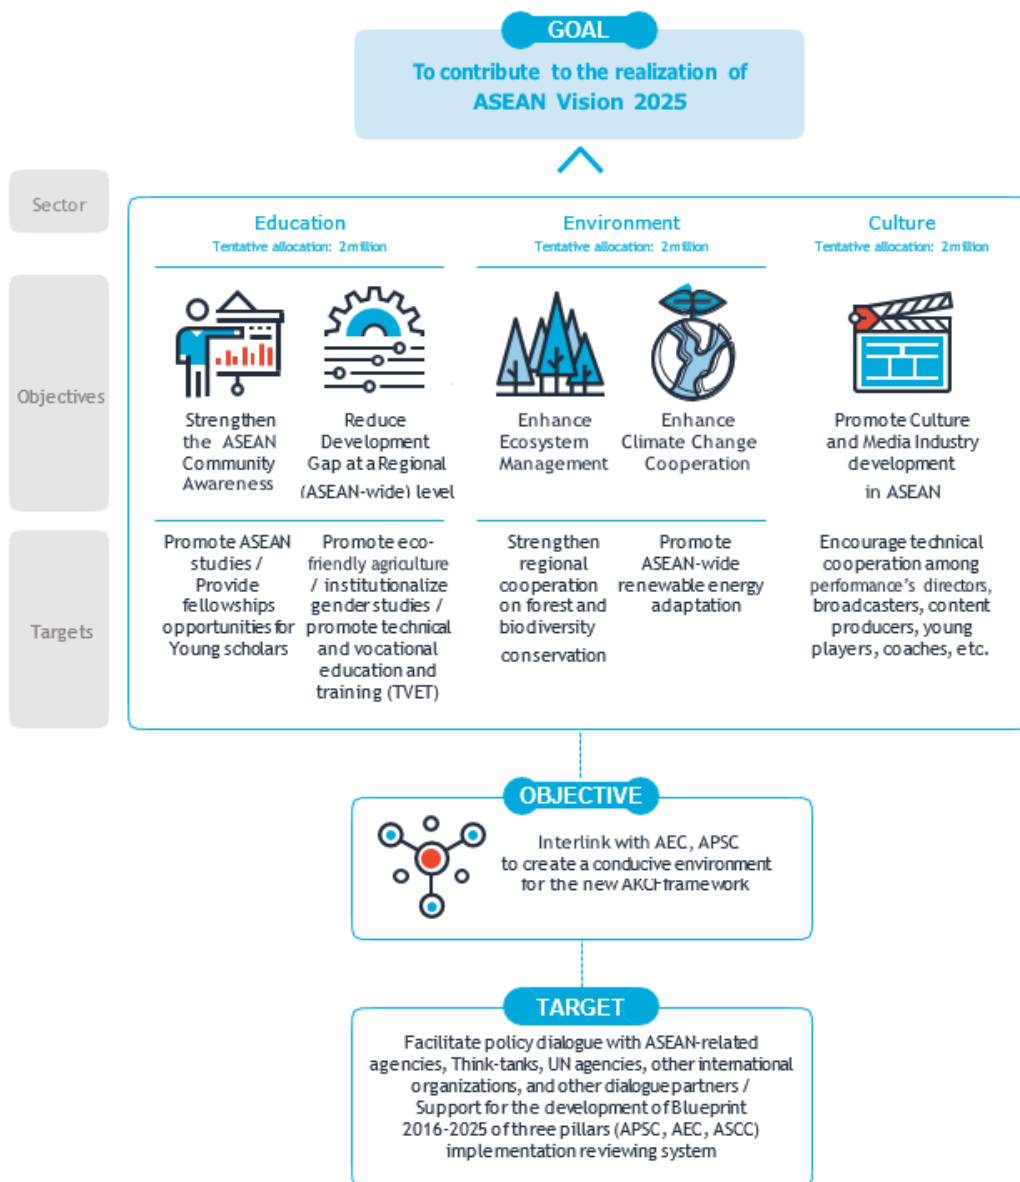 GOAL
To contribute to the realization of
ASEAN Vision 2025
Sector
Education
Tentative allocation: 2million
Environment
Tentative allocation: 2million
Culture
Tentative allocation: 2million
Objectives
Strengthen
the ASEAN
Community
Awareness
Reduce
Development
Gap at a Regional
(ASEAN-wide) level
Enhance
Ecosystem
Management
Enhance
Climate Change
Cooperation
Promote Culture
and Media Industry
development
in ASEAN
Targets
Promote ASEAN
studies /
Provide
fellowships
opportunities for
Young scholars
Promote eco-
friendly agriculture
/ institutionalize
gender studies /
promote technical
and vocational
education and
training (TVET)
Strengthen
regional
cooperation
on forest and
biodiversity
conservation
Promote
ASEAN-wide
renewable energy
adaptation
Encourage technical
cooperation among
performance's directors,
broadcasters, content
producers, young
players, coaches, etc.
OBJECTIVE
Interlink with AEC, APSC
to create a conducive environment
for the new AKCF framework
TARGET
Facilitate policy dialogue with ASEAN-related
agencies, Think-tanks, UN agencies, other international
organizations, and other dialogue partners /
Support for the development of Blueprint
2016-2025 of three pillars (APSC, AEC, ASCC)
implementation reviewing system